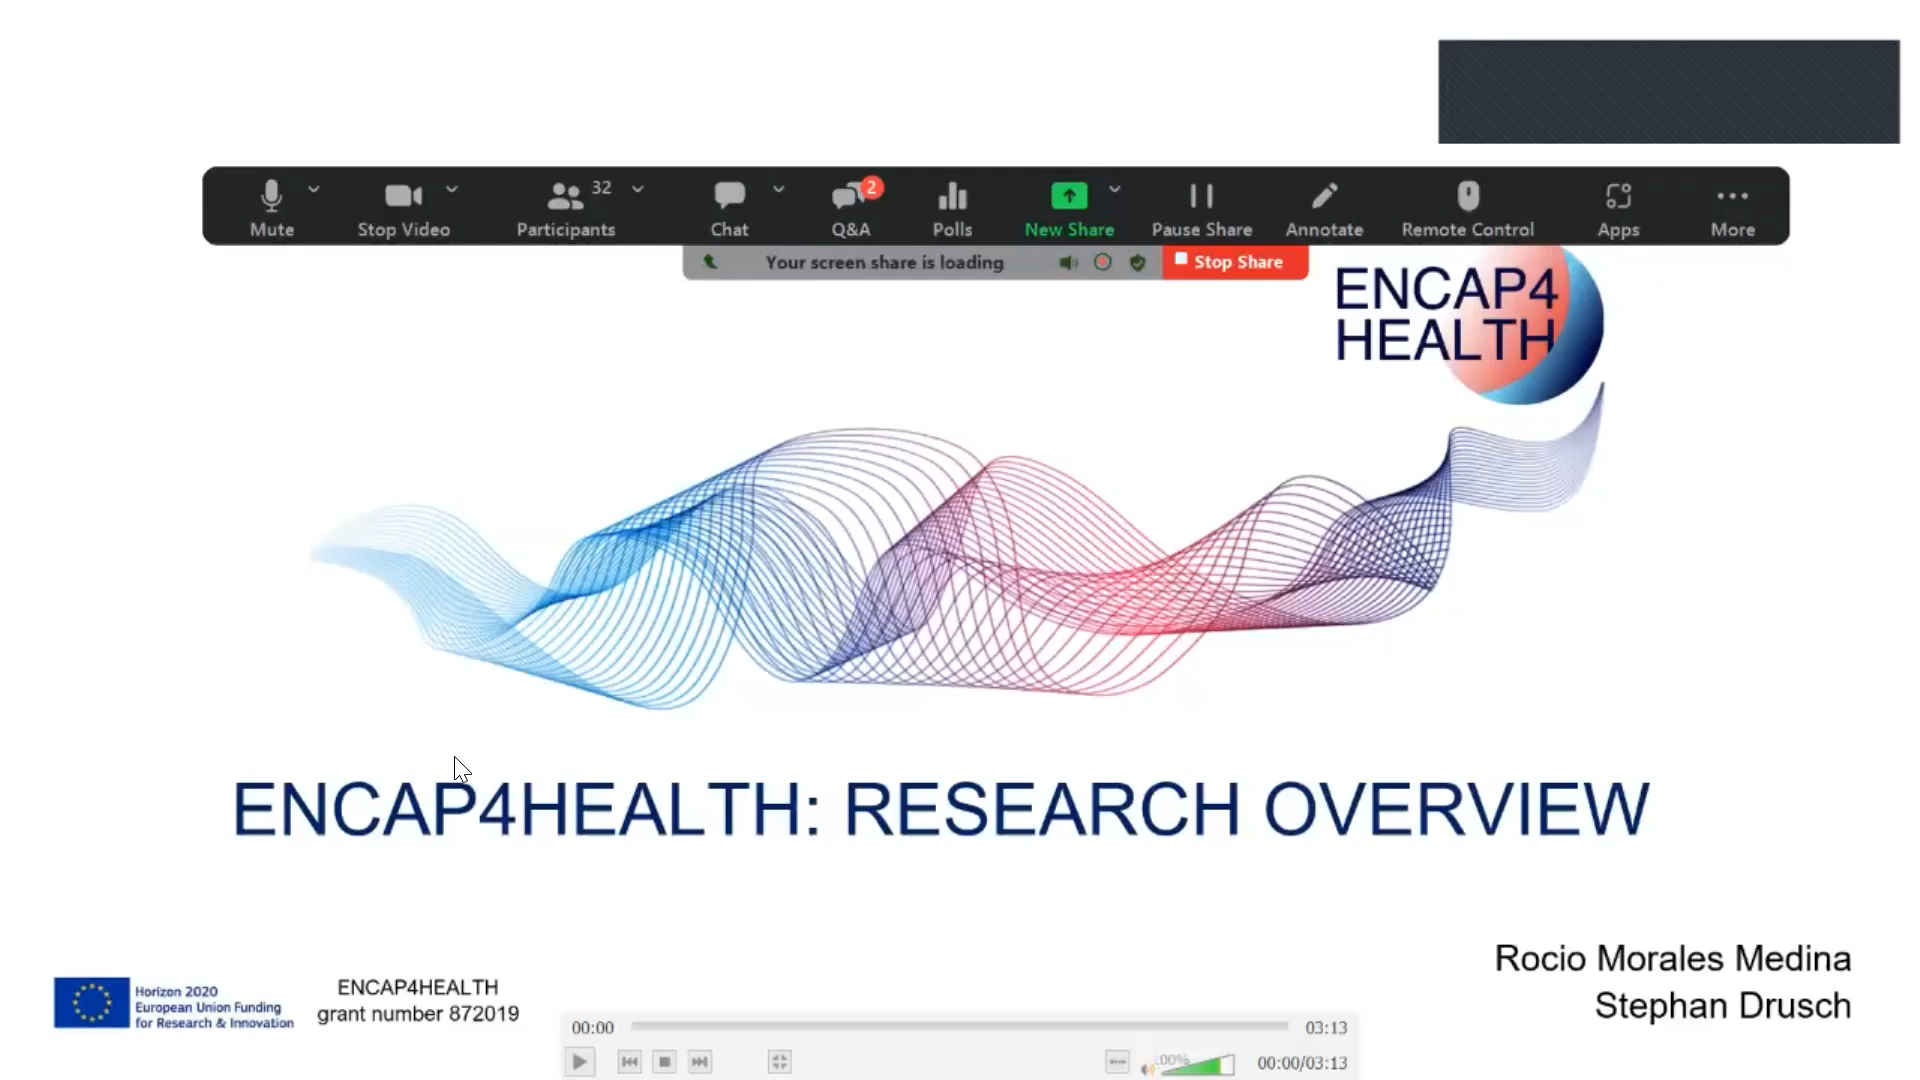 32
2
Mute
Stop Video
Participants
Chat
Q&A
Polls
New Share
Pause Share
Annotate
Remote Control
Apps
More
Your screen share is loading
Stop Share
ENCAP4
HEALTH
ENCAP4HEALTH: RESEARCH OVERVIEW
Rocio Morales Medina
Stephan Drusch
Horizon 2020
European Union Funding
for Research & Innovation
ENCAP4HEALTH
grant number 872019
00:00
03:13
00%
00:00/03:13